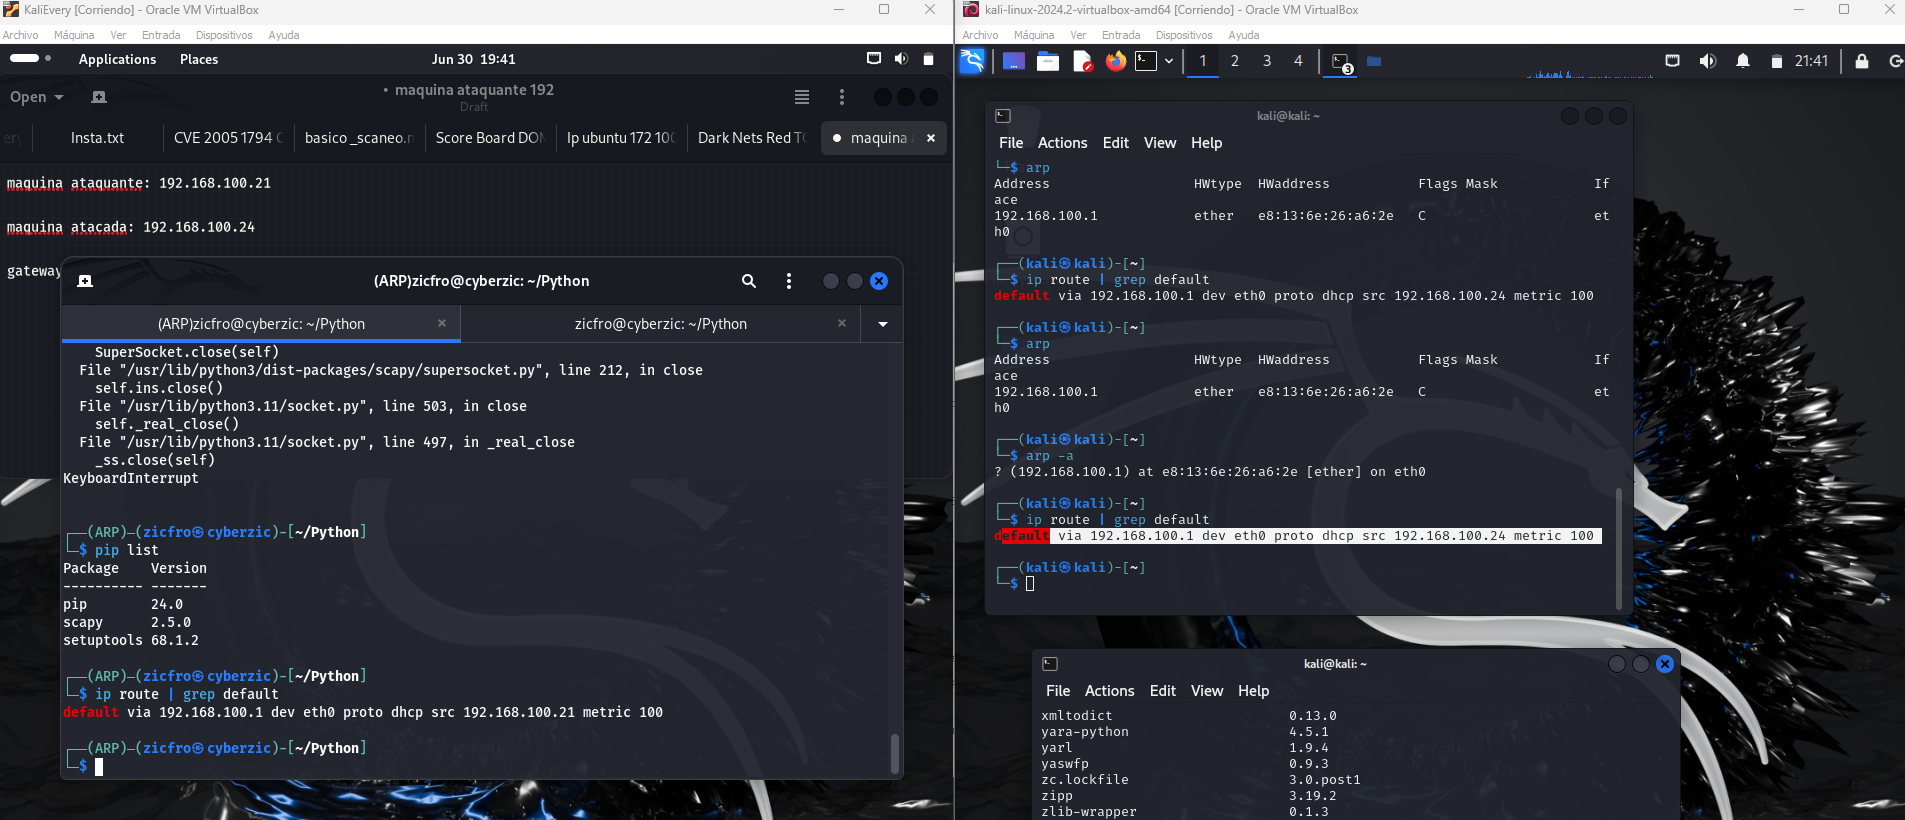 KaliEvery [Corriendo] - Oracle VM VirtualBox
Archivo Máquina Ver Entrada Dispositivos Ayuda
Applications Places Jun 30 19:41
Open
• maquina ataquante 192
Draft
Insta.txt CVE 2005 1794 basico_scaneo.n Score Board DOM Ip ubuntu 172 100 Dark Nets Red TO maquina
maquina ataquante: 192.168.100.21
maquina atacada: 192.168.100.24
gateway
(ARP)zicfro@cyberzic: ~/Python
(ARP)zicfro@cyberzic: ~/Python zicfro@cyberzic: ~/Python
SuperSocket.close(self)
File "/usr/lib/python3/dist-packages/scapy/supersocket.py", line 212, in close
self.ins.close()
File "/usr/lib/python3.11/socket.py", line 503, in close
self._real_close()
File "/usr/lib/python3.11/socket.py", line 497, in _real_close
_ss.close(self)
KeyboardInterrupt
┌──(ARP)─(zicfro㉿cyberzic)-[~/Python]
└─$ pip list
Package    Version
---------- -------
pip        24.0
scapy      2.5.0
setuptools 68.1.2
┌──(ARP)─(zicfro㉿cyberzic)-[~/Python]
└─$ ip route | grep default
default via 192.168.100.1 dev eth0 proto dhcp src 192.168.100.21 metric 100
┌──(ARP)─(zicfro㉿cyberzic)-[~/Python]
└─$
kali-linux-2024.2-virtualbox-amd64 [Corriendo] - Oracle VM VirtualBox
Archivo Máquina Ver Entrada Dispositivos Ayuda
1 2 3 4 3 21:41
kali@kali: ~
File Actions Edit View Help
└─$ arp
Address HWtype HWaddress Flags Mask If
ace
192.168.100.1 ether e8:13:6e:26:a6:2e C et
h0
┌──(kali㉿kali)-[~]
└─$ ip route | grep default
default via 192.168.100.1 dev eth0 proto dhcp src 192.168.100.24 metric 100
┌──(kali㉿kali)-[~]
└─$ arp
Address HWtype HWaddress Flags Mask If
ace
192.168.100.1 ether e8:13:6e:26:a6:2e C et
h0
┌──(kali㉿kali)-[~]
└─$ arp -a
? (192.168.100.1) at e8:13:6e:26:a6:2e [ether] on eth0
┌──(kali㉿kali)-[~]
└─$ ip route | grep default
default via 192.168.100.1 dev eth0 proto dhcp src 192.168.100.24 metric 100
┌──(kali㉿kali)-[~]
└─$
kali@kali: ~
File Actions Edit View Help
xmltodict 0.13.0
yara-python 4.5.1
yarl 1.9.4
yaswfp 0.9.3
zc.lockfile 3.0.post1
zipp 3.19.2
zlib-wrapper 0.1.3